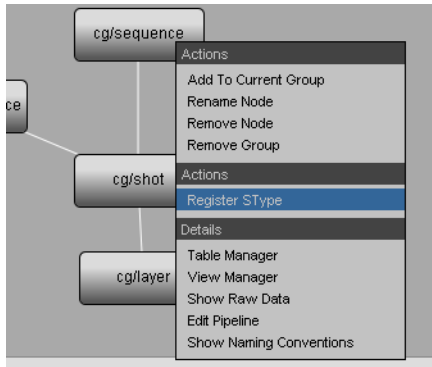 cg/sequence
ce
cg/shot
cg/layer
Actions
Add To Current Group
Rename Node
Remove Node
Remove Group
Actions
Register SType
Details
Table Manager
View Manager
Show Raw Data
Edit Pipeline
Show Naming Conventions